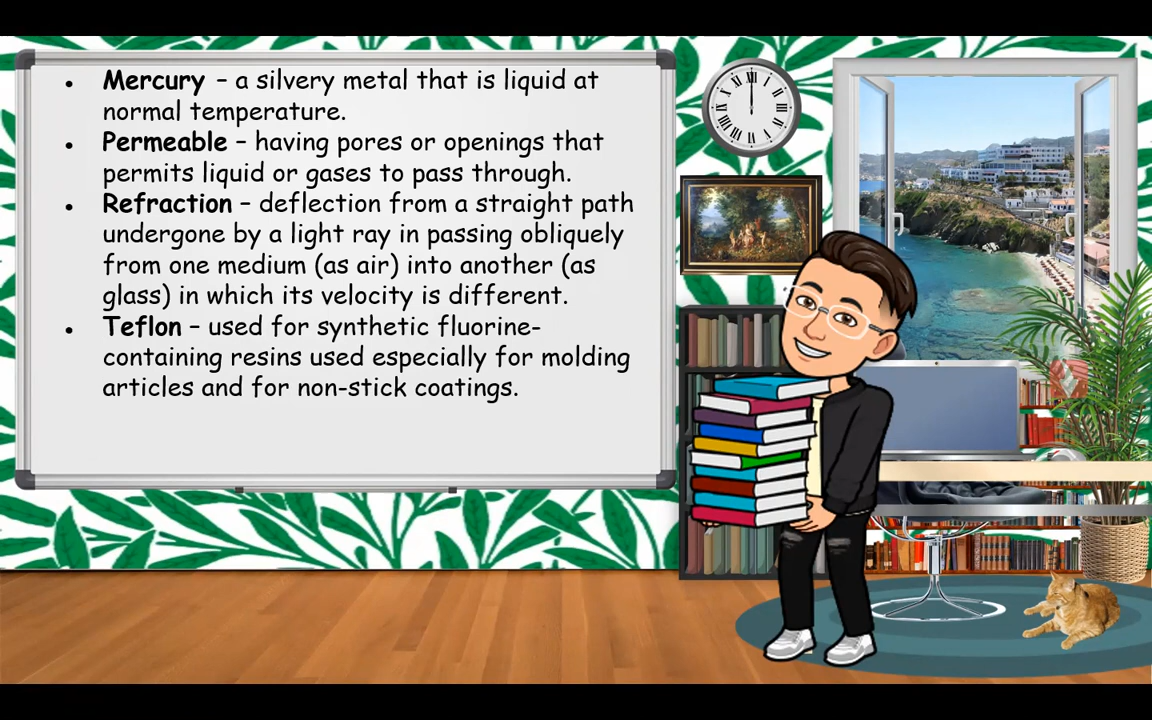 • Mercury – a silvery metal that is liquid at
normal temperature.
• Permeable – having pores or openings that
permits liquid or gases to pass through.
• Refraction – deflection from a straight path
undergone by a light ray in passing obliquely
from one medium (as air) into another (as
glass) in which its velocity is different.
• Teflon – used for synthetic fluorine-
containing resins used especially for molding
articles and for non-stick coatings.